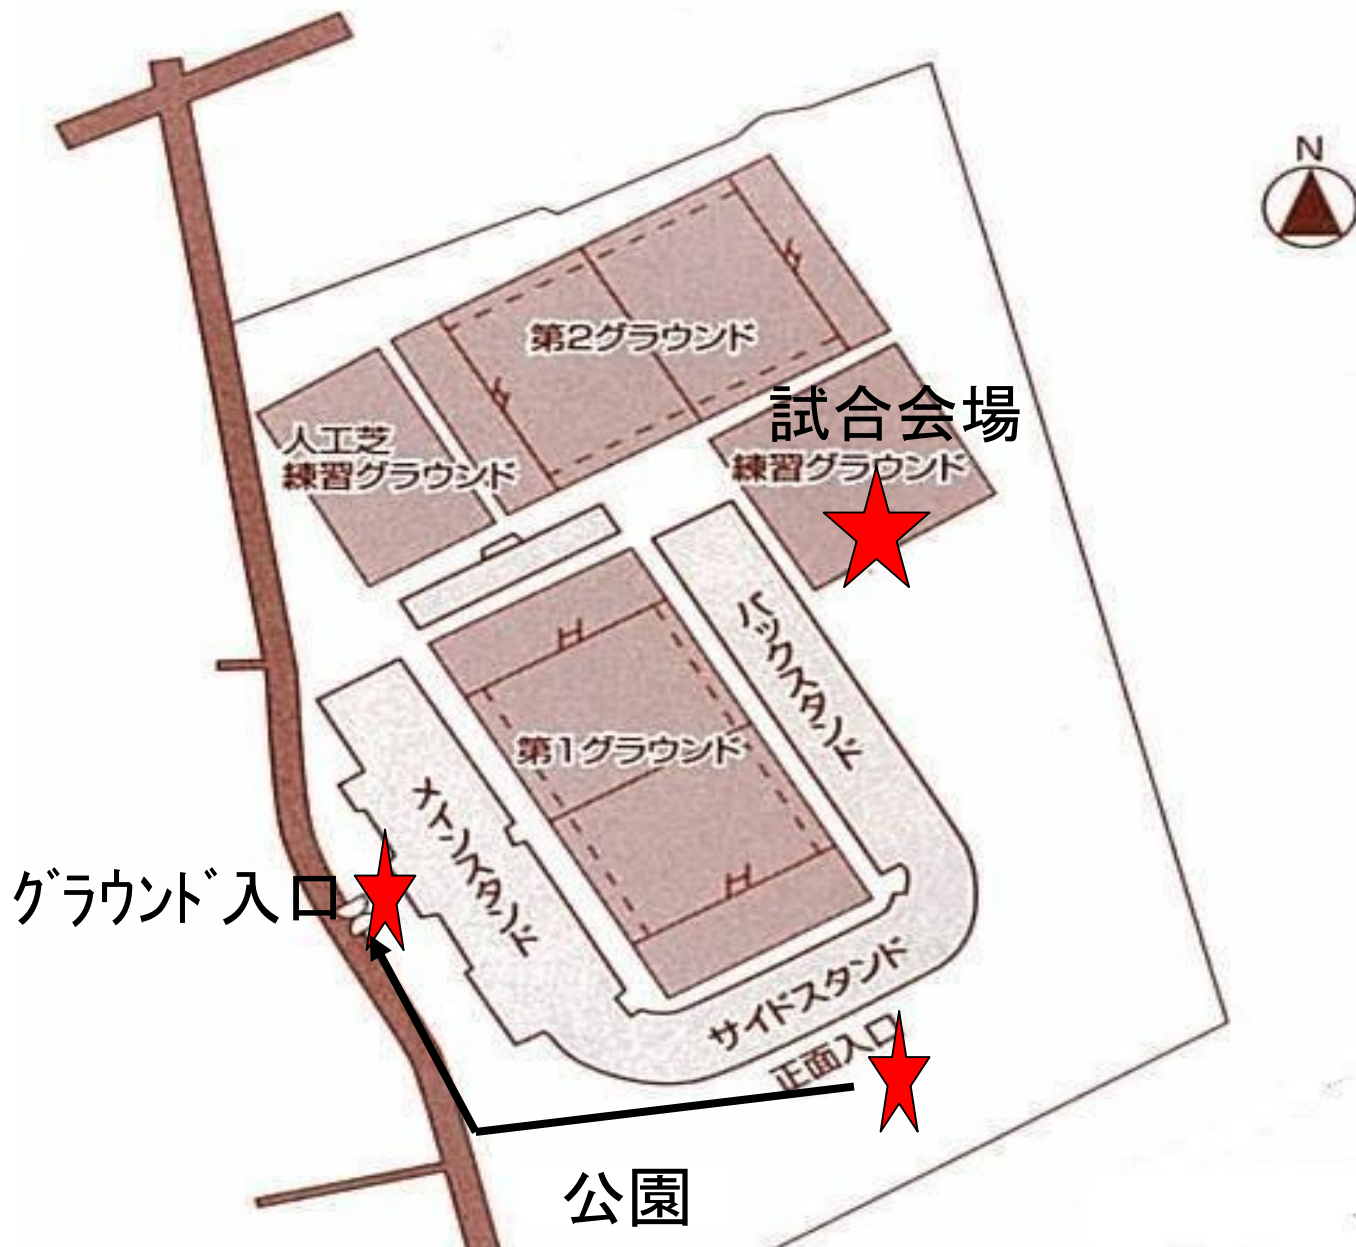 N
第2グラウンド
試合会場
人工芝
練習グラウンド
練習グラウンド
バックスタンド
第1グラウンド
メインスタンド
ｸﾞﾗｳﾝﾄﾞ入口
サイドスタンド
正面入口
公園